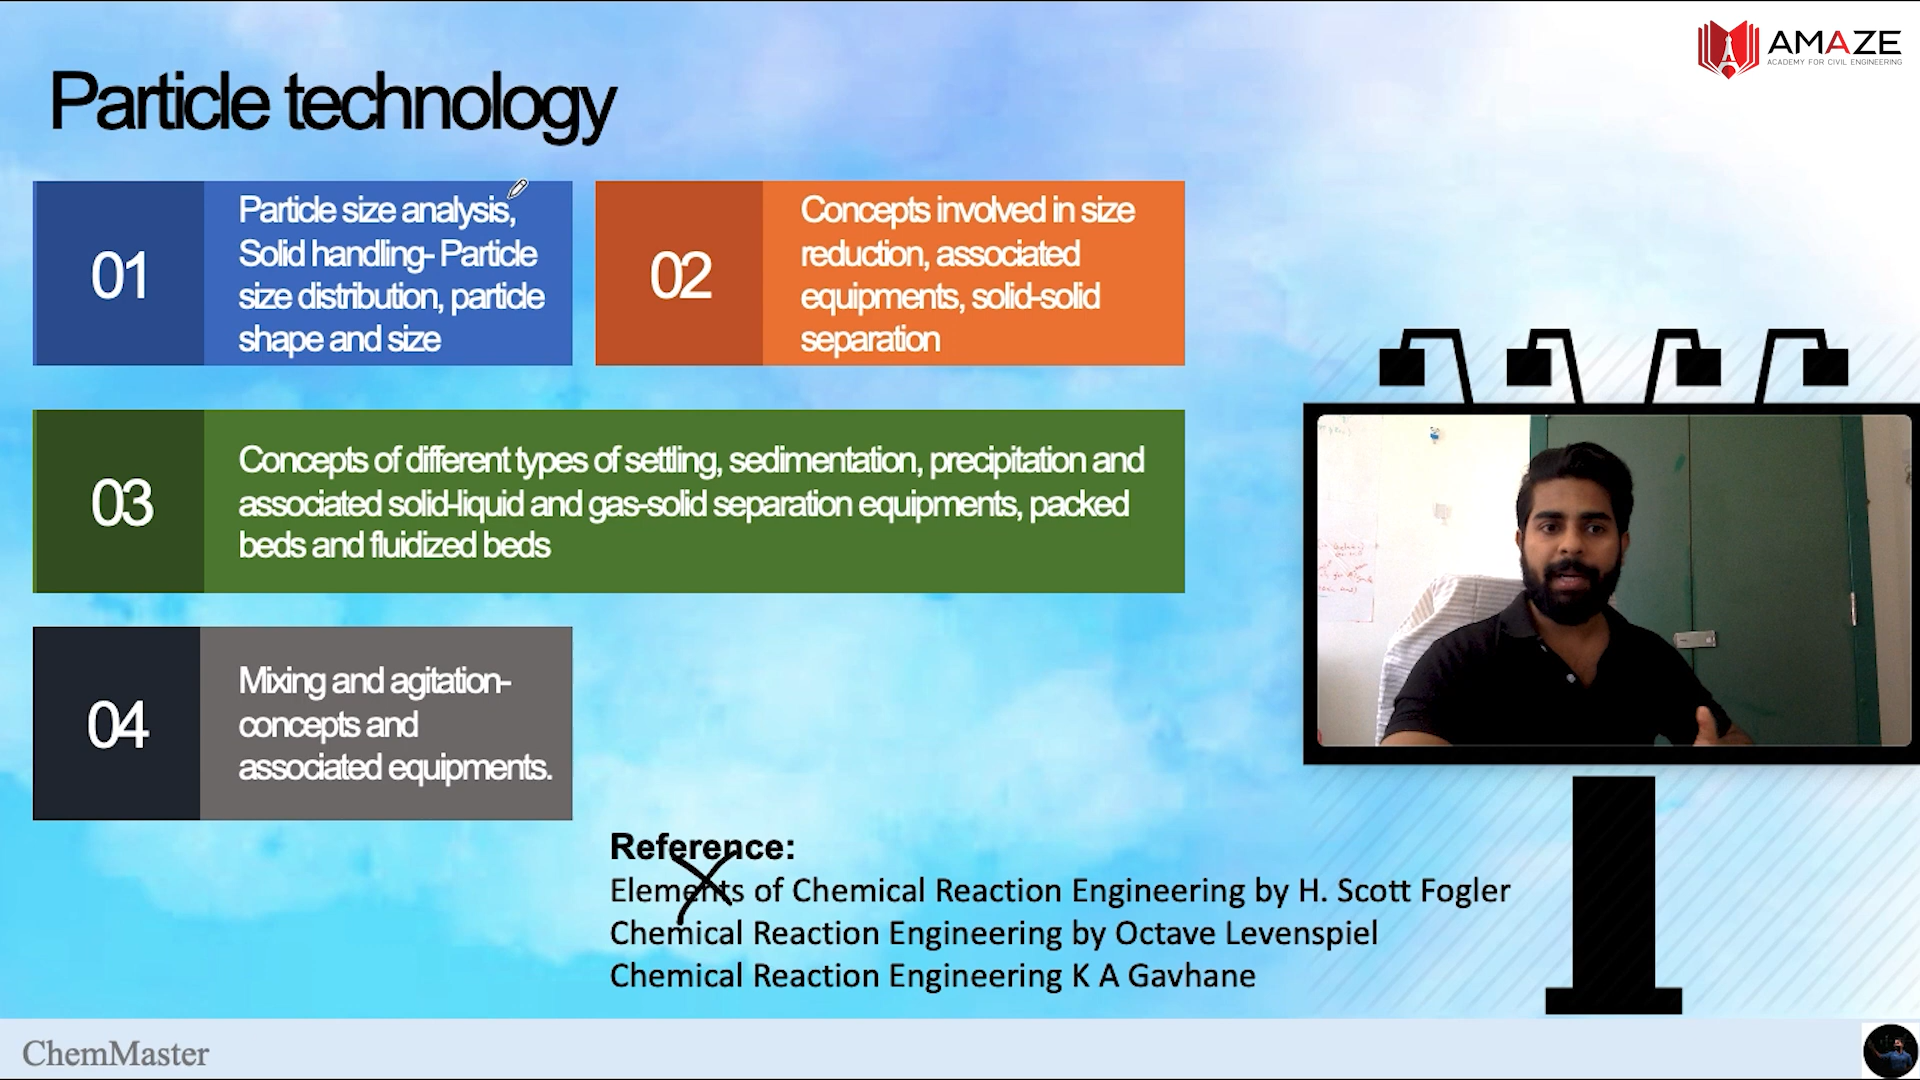 AMAZE
ACADEMY FOR CIVIL ENGINEERING
Particle technology
01
Particle size analysis,
Solid handling- Particle
size distribution, particle
shape and size
02
Concepts involved in size
reduction, associated
equipments, solid-solid
separation
03
Concepts of different types of settling, sedimentation, precipitation and
associated solid-liquid and gas-solid separation equipments, packed
beds and fluidized beds
04
Mixing and agitation-
concepts and
associated equipments.
Reference:
Elements of Chemical Reaction Engineering by H. Scott Fogler
Chemical Reaction Engineering by Octave Levenspiel
Chemical Reaction Engineering K A Gavhane
ChemMaster